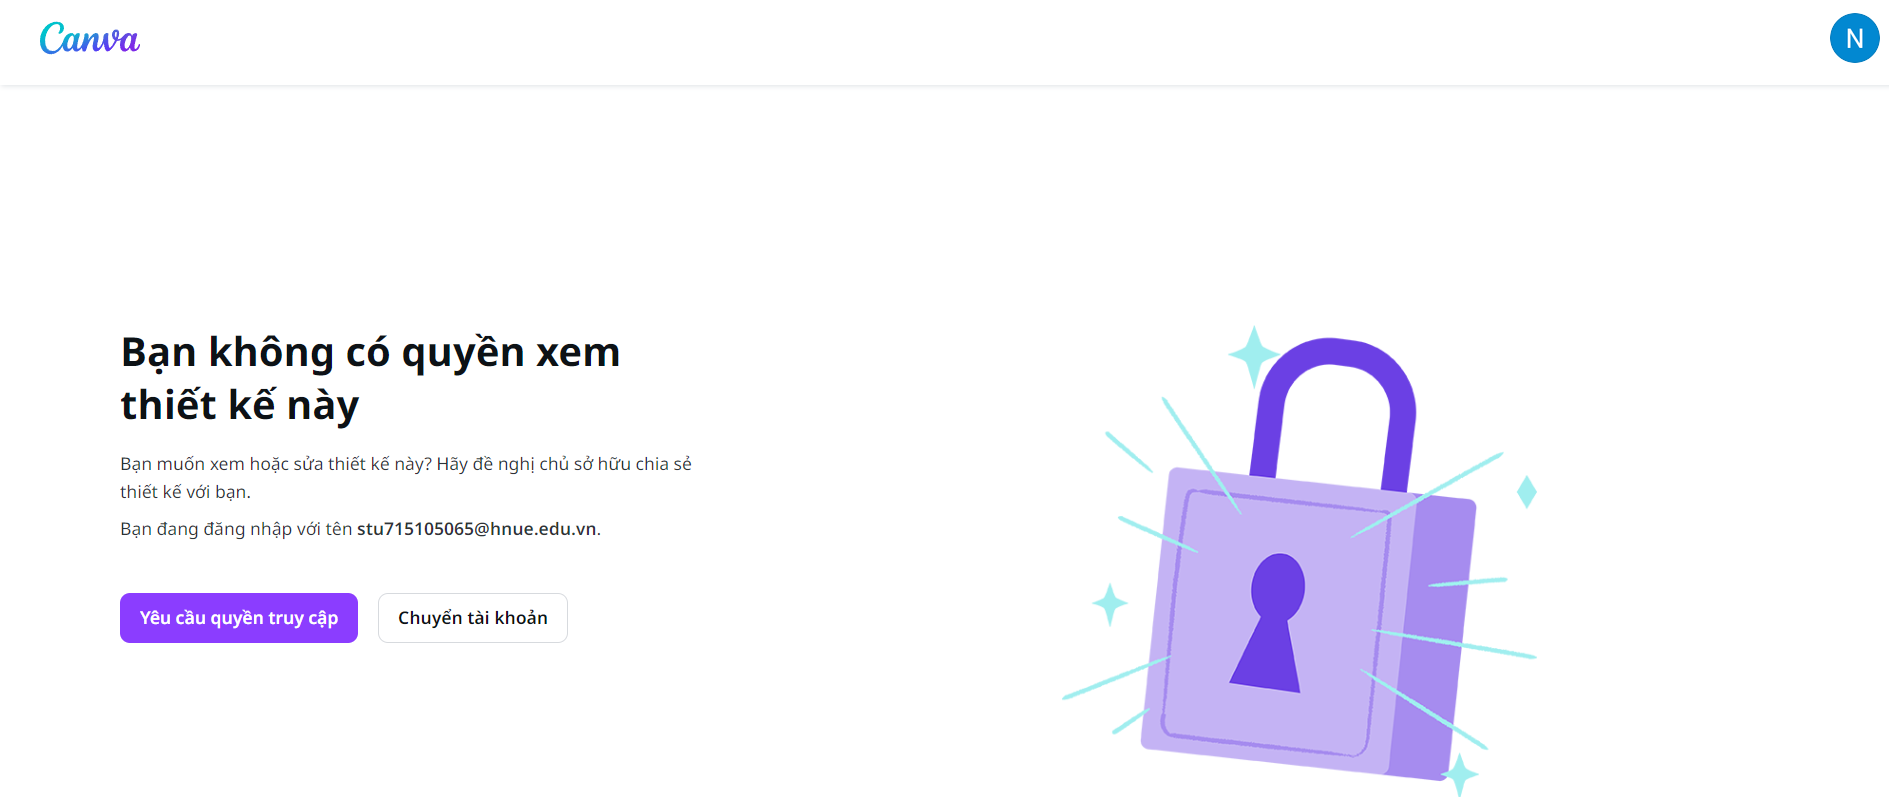 Canva
N
Bạn không có quyền xem
thiết kế này
Bạn muốn xem hoặc sửa thiết kế này? Hãy đề nghị chủ sở hữu chia sẻ
thiết kế với bạn.
Bạn đang đăng nhập với tên stu715105065@hnue.edu.vn.
Yêu cầu quyền truy cập
Chuyển tài khoản